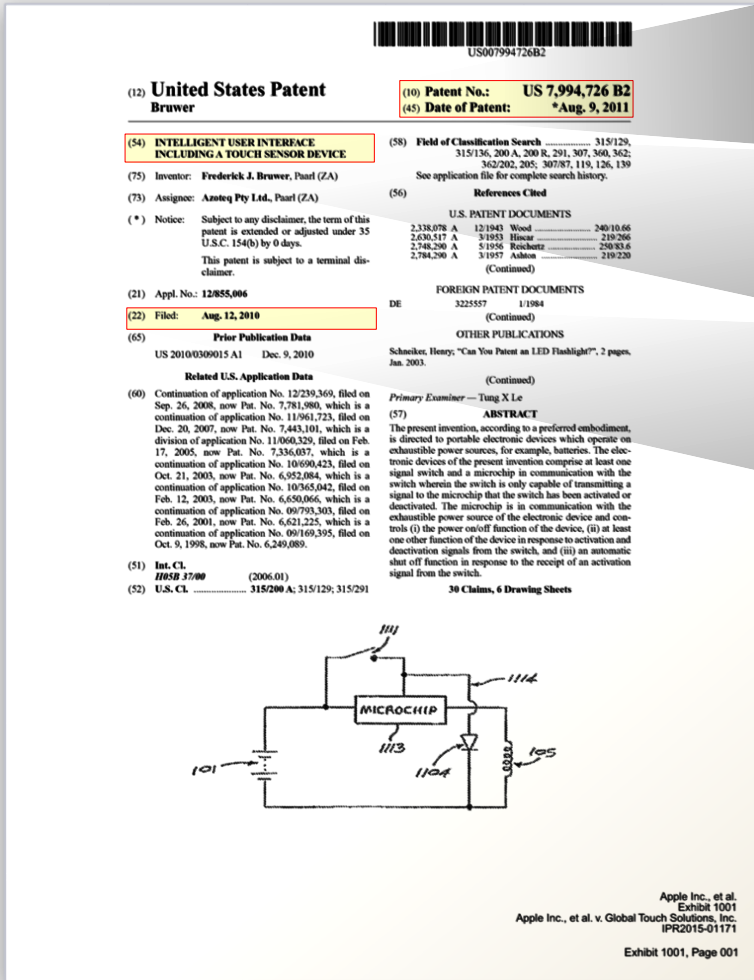 US007994726B2
(12) United States Patent
Bruwer
(10) Patent No.: US 7,994,726 B2
(45) Date of Patent: *Aug. 9, 2011
(54) INTELLIGENT USER INTERFACE
INCLUDING A TOUCH SENSOR DEVICE
(75) Inventor: Frederick J. Bruwer, Paarl (ZA)
(73) Assignee: Azoteq Pty Ltd., Paarl (ZA)
( * ) Notice: Subject to any disclaimer, the term of this
patent is extended or adjusted under 35
U.S.C. 154(b) by 0 days.
This patent is subject to a terminal dis-
claimer.
(21) Appl. No.: 12/855,006
(22) Filed: Aug. 12, 2010
(65) Prior Publication Data
US 2010/0309015 A1 Dec. 9, 2010
Related U.S. Application Data
(60) Continuation of application No. 12/239,369, filed on
Sep. 26, 2008, now Pat. No. 7,781,980, which is a
continuation of application No. 11/961,723, filed on
Dec. 20, 2007, now Pat. No. 7,443,101, which is a
division of application No. 11/060,329, filed on Feb.
17, 2005, now Pat. No. 7,336,037, which is a
continuation of application No. 10/690,423, filed on
Oct. 21, 2003, now Pat. No. 6,952,084, which is a
continuation of application No. 10/365,042, filed on
Feb. 12, 2003, now Pat. No. 6,650,066, which is a
continuation of application No. 09/793,303, filed on
Feb. 26, 2001, now Pat. No. 6,621,225, which is a
continuation of application No. 09/169,395, filed on
Oct. 9, 1998, now Pat. No. 6,249,089.
(51) Int. Cl.
H05B 37/00 (2006.01)
(52) U.S. Cl. ........................ 315/200 A; 315/129; 315/291
(58) Field of Classification Search .................. 315/129,
315/136, 200 A, 200 R, 291, 307, 360, 362;
362/202, 205; 307/87, 119, 126, 139
See application file for complete search history.
(56) References Cited
U.S. PATENT DOCUMENTS
2,338,078 A 12/1943 Wood ........................ 240/10.66
2,630,517 A 3/1953 Hiscar ........................ 219/266
2,748,290 A 5/1956 Reichertz .................... 250/83.6
2,784,290 A 3/1957 Ashton ........................ 219/220
(Continued)
FOREIGN PATENT DOCUMENTS
DE 3225557 1/1984
(Continued)
OTHER PUBLICATIONS
Schneiker, Henry, "Can You Patent an LED Flashlight?", 2 pages,
Jan. 2003.
(Continued)
Primary Examiner — Tung X Le
(57) ABSTRACT
The present invention, according to a preferred embodiment,
is directed to portable electronic devices which operate on
exhaustible power sources, for example, batteries. The elec-
tronic devices of the present invention comprise at least one
signal switch and a microchip in communication with the
switch wherein the switch is only capable of transmitting a
signal to the microchip that the switch has been activated or
deactivated. The microchip is in communication with the
exhaustible power source of the electronic device and con-
trols (i) the power on/off function of the device, (ii) at least
one other function of the device in response to activation and
deactivation signals from the switch, and (iii) an automatic
shut off function in response to the receipt of an activation
signal from the switch.
30 Claims, 6 Drawing Sheets
1111
1114
MICROCHIP
1113
101
1104
105
Apple Inc., et al.
Exhibit 1001
Apple Inc., et al. v. Global Touch Solutions, Inc.
IPR2015-01171
Exhibit 1001, Page 001